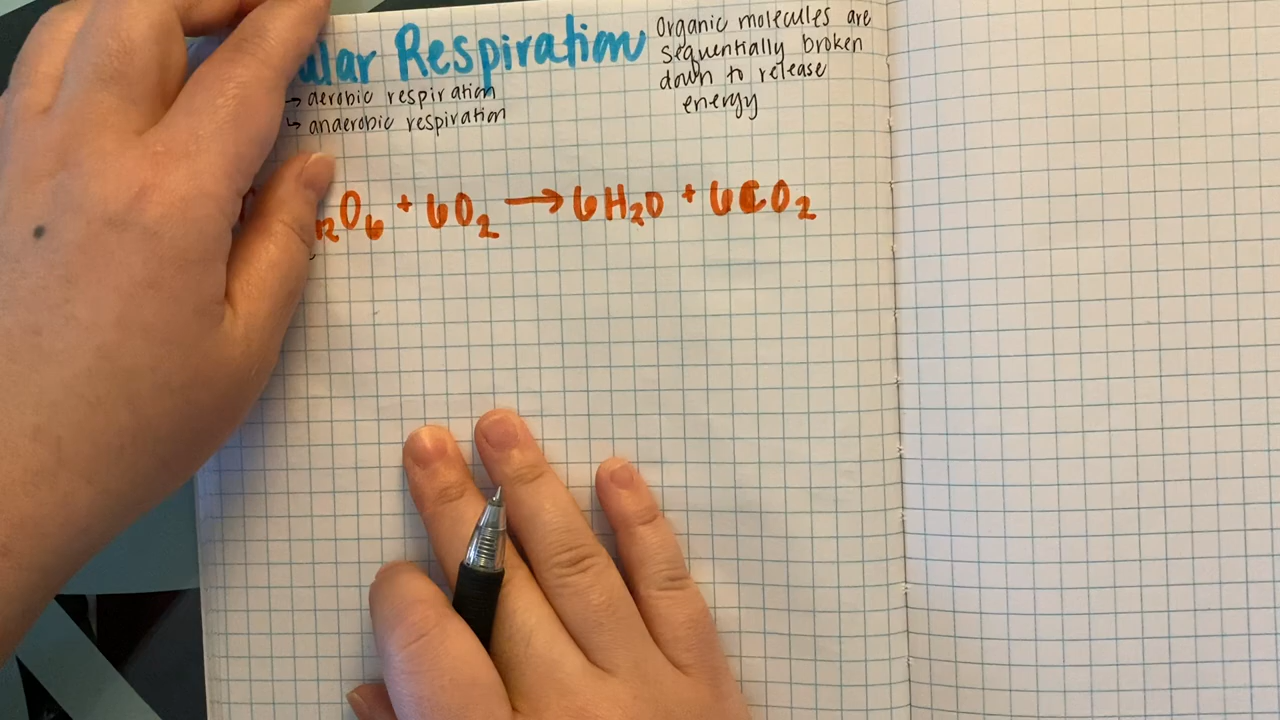 ular Respiration
→ aerobic respiration
↳ anaerobic respiration
Organic molecules are
sequentially broken
down to release
energy
₁₂O₆ + 6O₂ → 6H₂O + 6CO₂